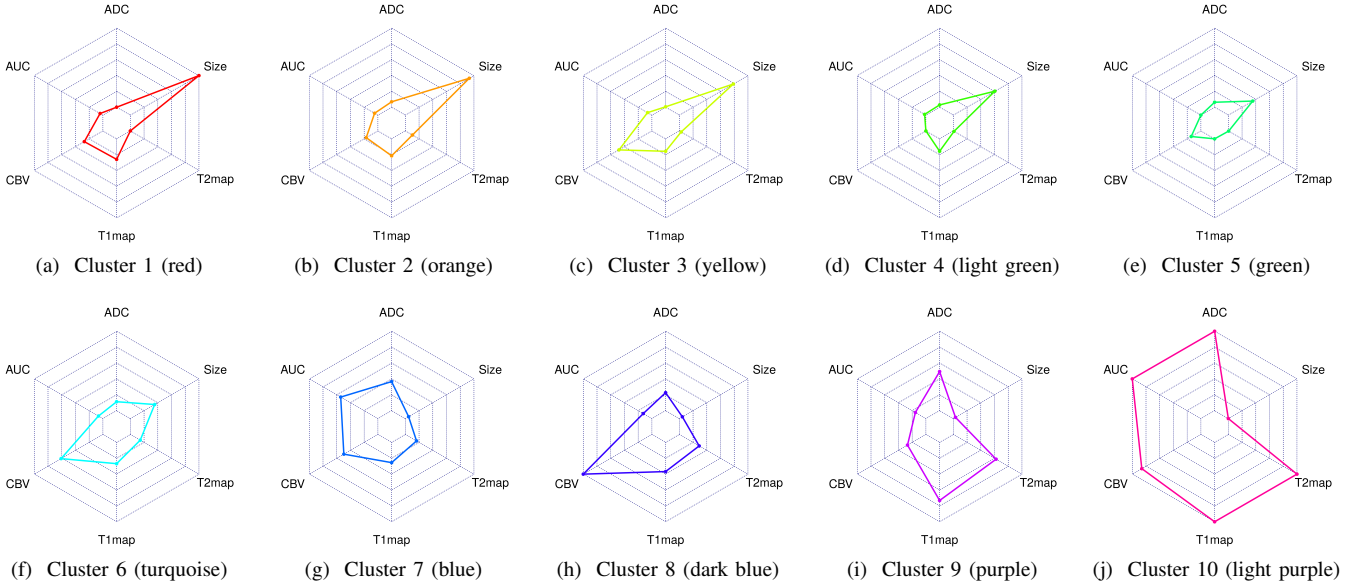 ADC
Size
T2map
T1map
CBV
AUC
(a) Cluster 1 (red)
ADC
Size
T2map
T1map
CBV
AUC
(b) Cluster 2 (orange)
ADC
Size
T2map
T1map
CBV
AUC
(c) Cluster 3 (yellow)
ADC
Size
T2map
T1map
CBV
AUC
(d) Cluster 4 (light green)
ADC
Size
T2map
T1map
CBV
AUC
(e) Cluster 5 (green)
ADC
Size
T2map
T1map
CBV
AUC
(f) Cluster 6 (turquoise)
ADC
Size
T2map
T1map
CBV
AUC
(g) Cluster 7 (blue)
ADC
Size
T2map
T1map
CBV
AUC
(h) Cluster 8 (dark blue)
ADC
Size
T2map
T1map
CBV
AUC
(i) Cluster 9 (purple)
ADC
Size
T2map
T1map
CBV
AUC
(j) Cluster 10 (light purple)